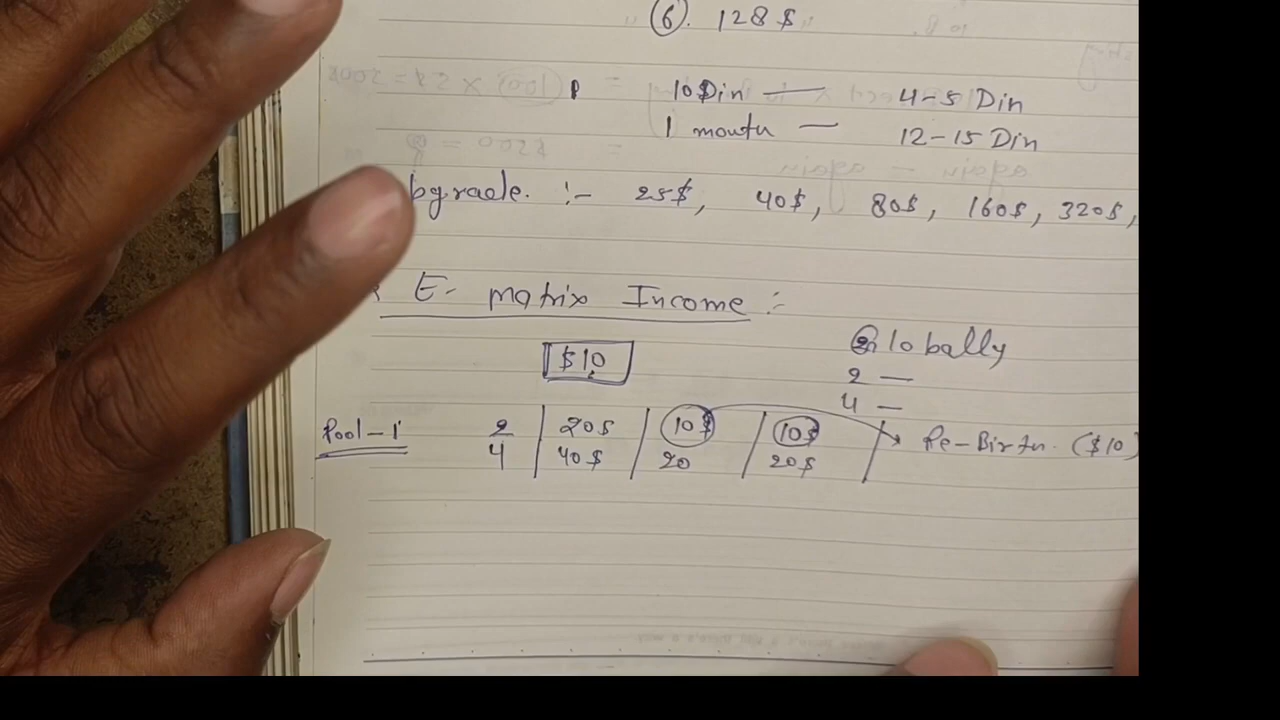 (6). 128 $
10 Din — 4-5 Din
1 month — 12-15 Din
pgrade. :- 25$, 40$, 80$, 160$, 320$,
E- matrix Income :-
$10
Globally
2 —
4 —
Pool-1 2 | 20$ | 10$ | 10$ | Re-Birth. ($10)
4 | 40$ | 20 | 20$ |